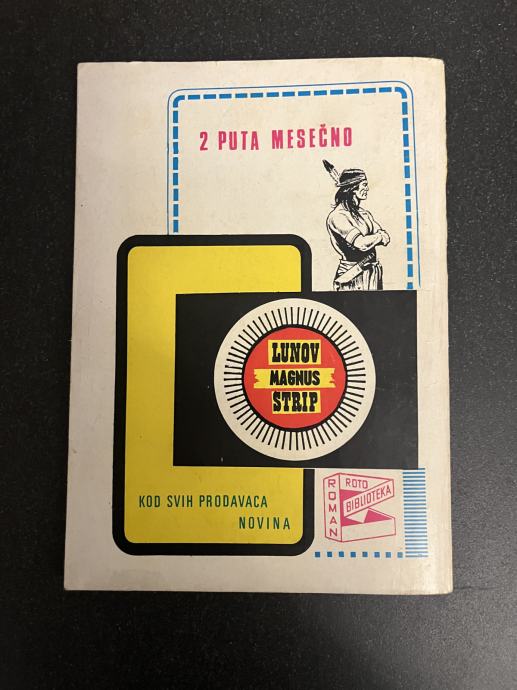 2 PUTA MESEČNO
LUNOV
MAGNUS
STRIP
KOD SVIH PRODAVACA
NOVINA
ROMAN
ROTO
BIBLIOTEKA